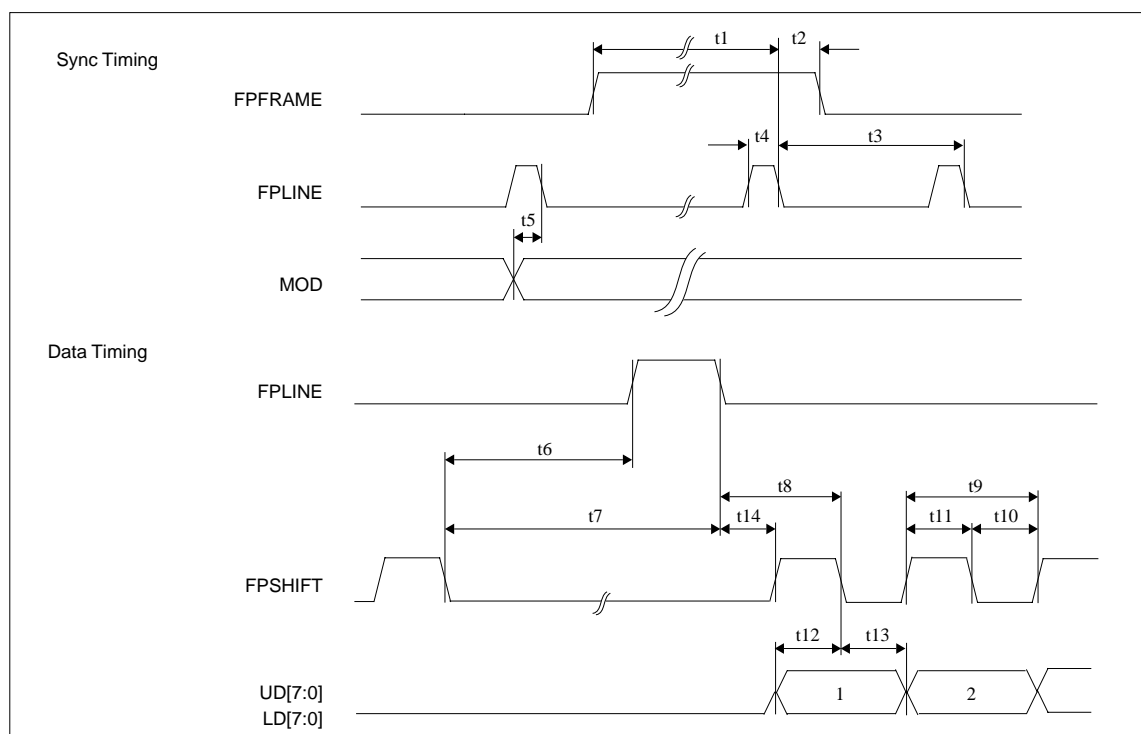 Sync Timing
t1
t2
FPFRAME
t4
t3
FPLINE
t5
MOD
Data Timing
FPLINE
t6
t8
t9
t7
t14
t11
t10
FPSHIFT
t12
t13
UD[7:0]
1
2
LD[7:0]